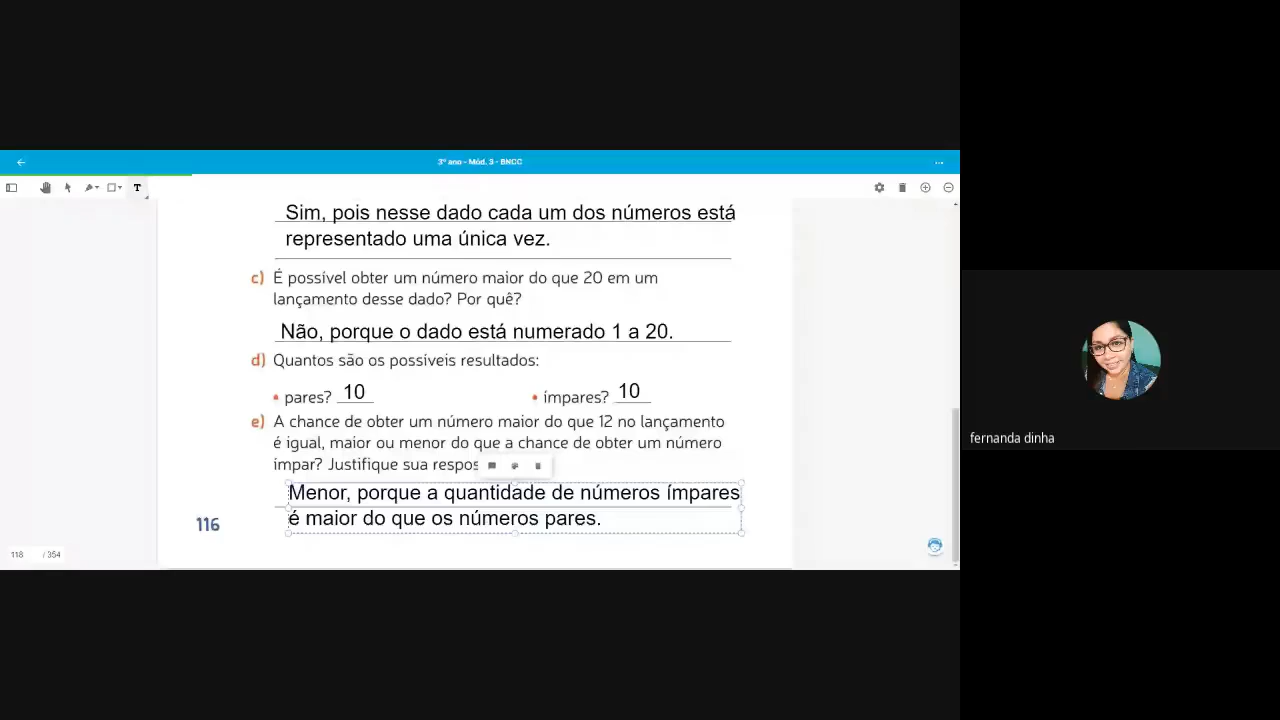 3º ano - Mód. 3 - BNCC
T
Sim, pois nesse dado cada um dos números está
representado uma única vez.
c) É possível obter um número maior do que 20 em um
lançamento desse dado? Por quê?
Não, porque o dado está numerado 1 a 20.
d) Quantos são os possíveis resultados:
• pares? 10 • ímpares? 10
e) A chance de obter um número maior do que 12 no lançamento
é igual, maior ou menor do que a chance de obter um número
ímpar? Justifique sua respos
Menor, porque a quantidade de números ímpares
é maior do que os números pares.
116
118 / 354
fernanda dinha